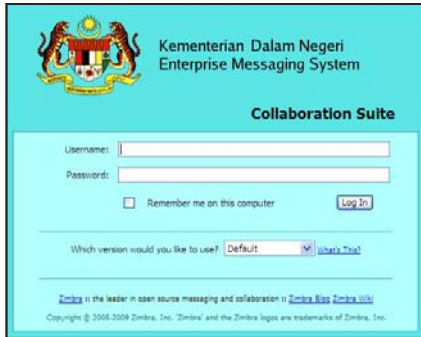 Kementerian Dalam Negeri
Enterprise Messaging System
Collaboration Suite
Username:
Password:
Remember me on this computer
Log In
Which version would you like to use? Default What's This?
Zimbra :: the leader in open source messaging and collaboration :: Zimbra Blog Zimbra Wiki
Copyright © 2005-2009 Zimbra, Inc. 'Zimbra' and the Zimbra logos are trademarks of Zimbra, Inc.